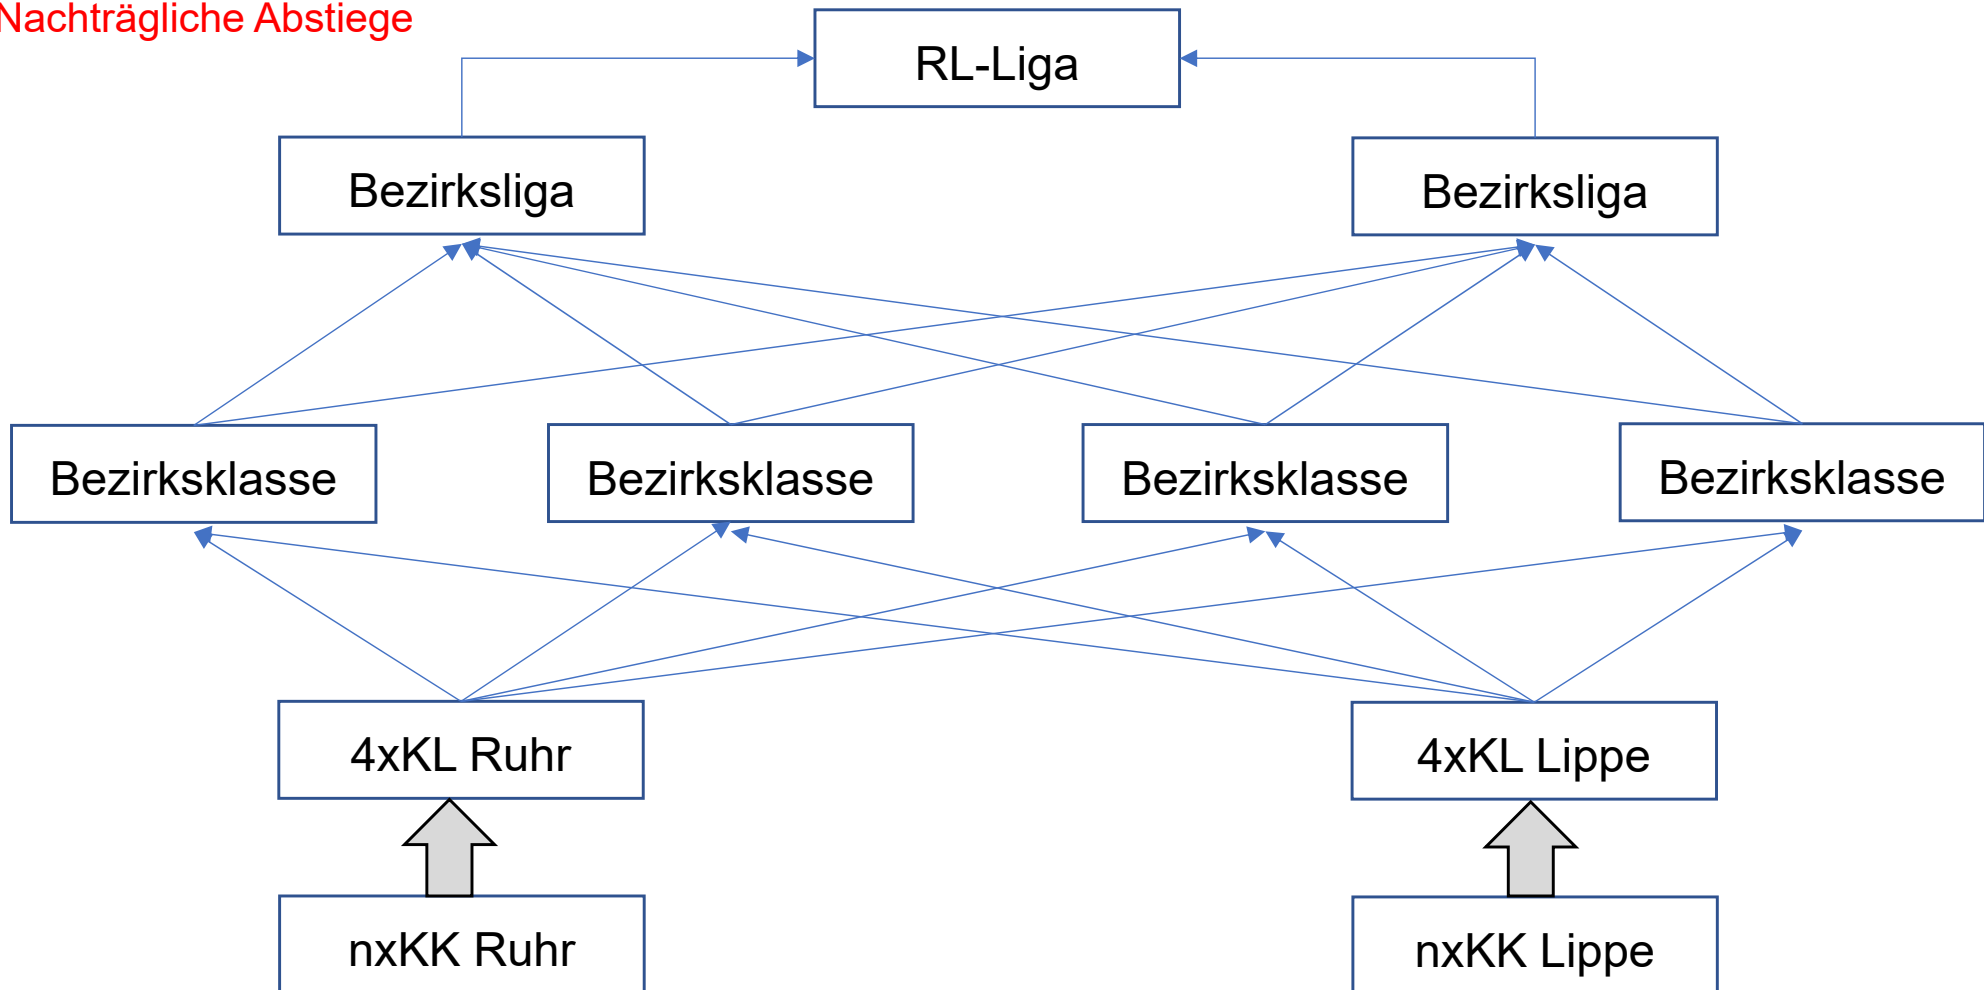 Nachträgliche Abstiege
RL-Liga
Bezirksliga
Bezirksliga
Bezirksklasse
Bezirksklasse
Bezirksklasse
Bezirksklasse
4xKL Ruhr
4xKL Lippe
nxKK Ruhr
nxKK Lippe